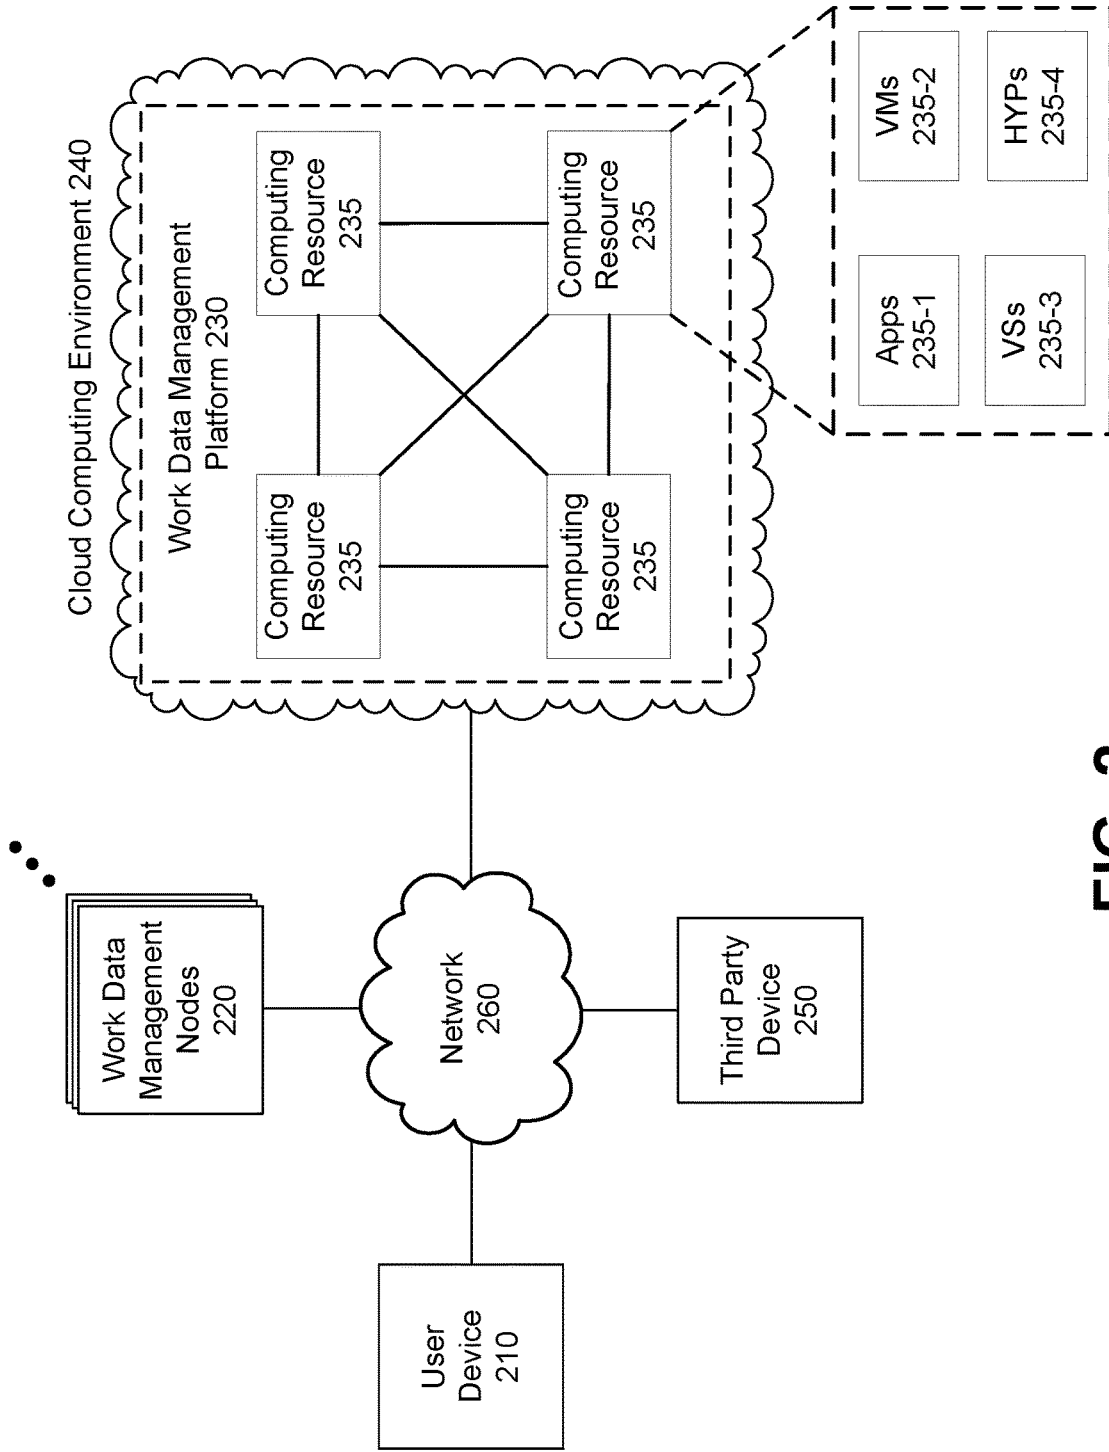 Cloud Computing Environment 240
Work Data Management
Platform 230
Computing
Resource
235
Computing
Resource
235
Computing
Resource
235
Computing
Resource
235
Apps
235-1
VMs
235-2
VSs
235-3
HYPs
235-4
Work Data
Management
Nodes
220
Network
260
User
Device
210
Third Party
Device
250
FIG. 2